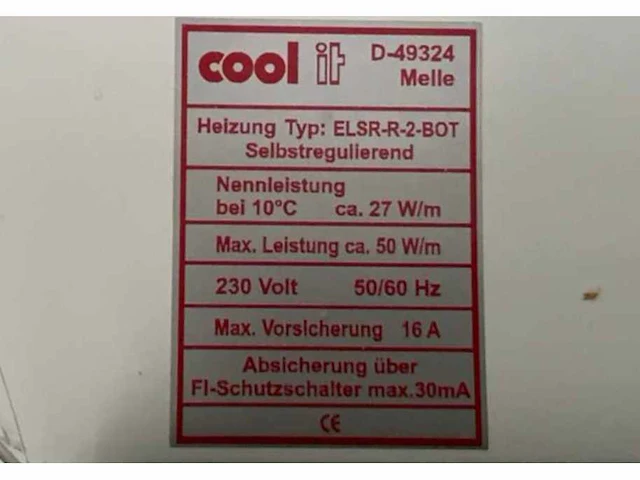 cool it D-49324
Melle
Heizung Typ: ELSR-R-2-BOT
Selbstregulierend
Nennleistung
bei 10°C ca. 27 W/m
Max. Leistung ca. 50 W/m
230 Volt 50/60 Hz
Max. Vorsicherung 16 A
Absicherung über
FI-Schutzschalter max.30mA
CE